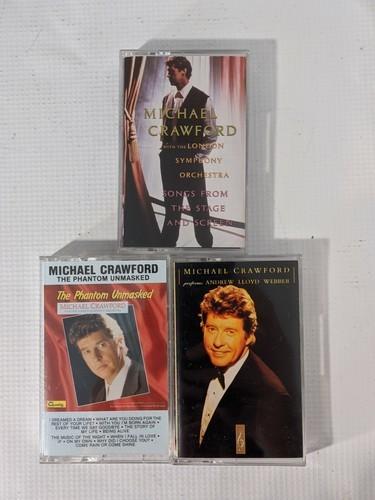 MICHAEL
CRAWFORD
WITH THE LONDON
SYMPHONY
ORCHESTRA
SONGS FROM
THE STAGE
AND SCREEN
MICHAEL CRAWFORD
THE PHANTOM UNMASKED
The Phantom Unmasked
MICHAEL CRAWFORD
I DREAMED A DREAM • WHAT ARE YOU DOING FOR THE
REST OF YOUR LIFE? • WITH YOU I'M BORN AGAIN •
EVERY TIME WE SAY GOODBYE • THE STORY OF
MY LIFE • BEING ALIVE
THE MUSIC OF THE NIGHT • WHEN I FALL IN LOVE
IF • ON MY OWN • WHY DID I CHOOSE YOU? •
COME RAIN OR COME SHINE
MICHAEL CRAWFORD
performs ANDREW LLOYD WEBBER